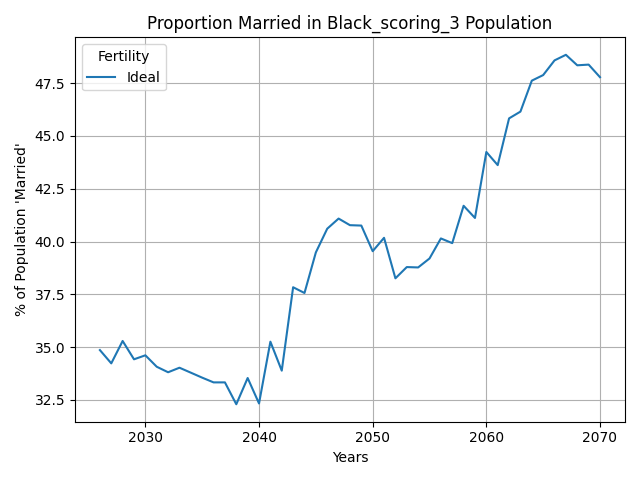 Proportion Married in Black_scoring_3 Population
Fertility
Ideal
% of Population 'Married'
47.5
45.0
42.5
40.0
37.5
35.0
32.5
2030
2040
2050
2060
2070
Years